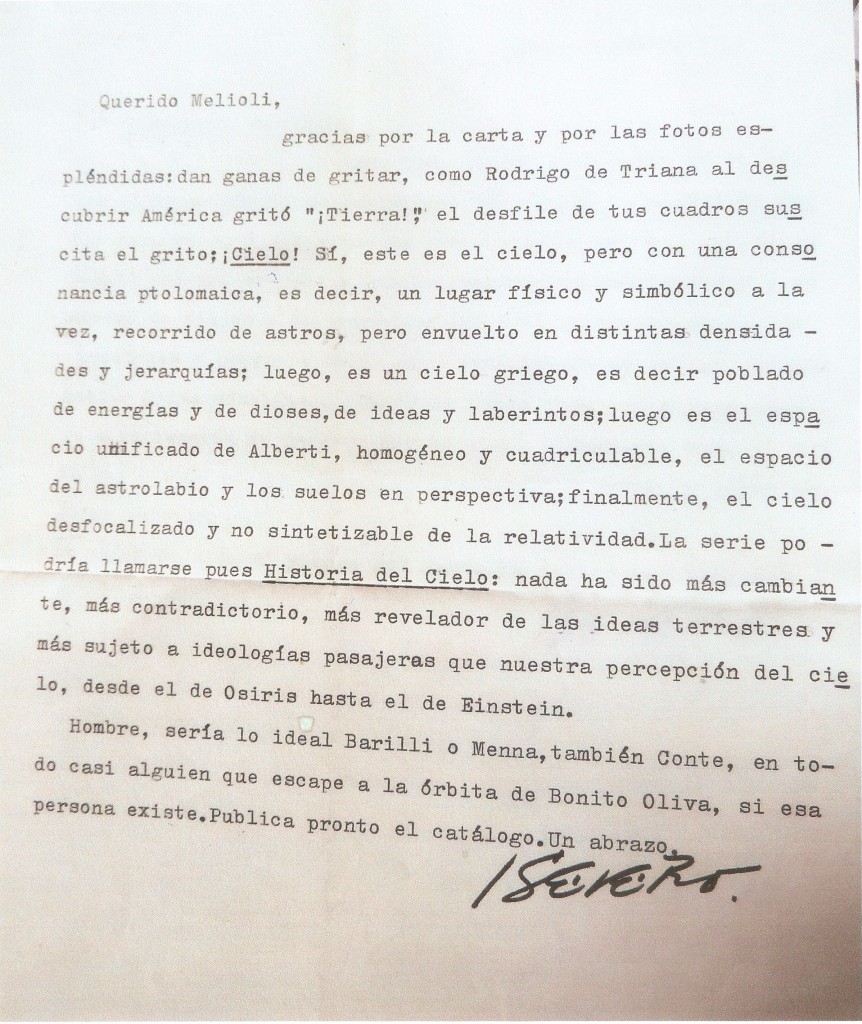 Querido Melioli,
gracias por la carta y por las fotos es-
pléndidas:dan ganas de gritar, como Rodrigo de Triana al des
cubrir América gritó "¡Tierra!," el desfile de tus cuadros sus
cita el grito;¡Cielo! Sí, este es el cielo, pero con una conso
nancia ptolomaica, es decir, un lugar físico y simbólico a la
vez, recorrido de astros, pero envuelto en distintas densida -
des y jerarquías; luego, es un cielo griego, es decir poblado
de energías y de dioses,de ideas y laberintos;luego es el espa
cio unificado de Alberti, homogéneo y cuadriculable, el espacio
del astrolabio y los suelos en perspectiva;finalmente, el cielo
desfocalizado y no sintetizable de la relatividad.La serie po -
dría llamarse pues Historia del Cielo: nada ha sido más cambian
te, más contradictorio, más revelador de las ideas terrestres y
más sujeto a ideologías pasajeras que nuestra percepción del cie
lo, desde el de Osiris hasta el de Einstein.
Hombre, sería lo ideal Barilli o Menna,también Conte, en to-
do casi alguien que escape a la órbita de Bonito Oliva, si esa
persona existe.Publica pronto el catálogo.Un abrazo,
SEVERO.